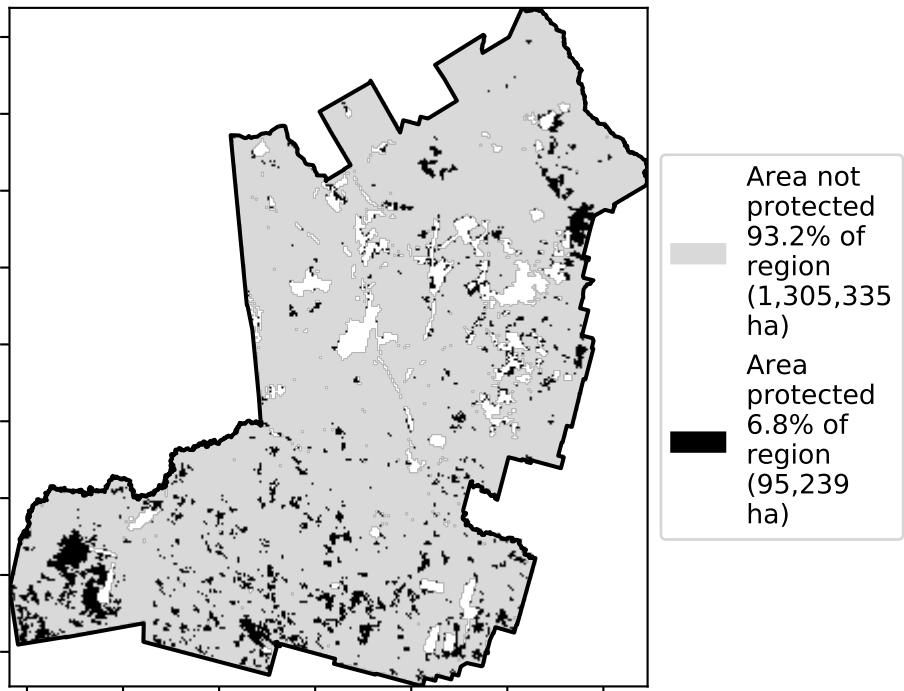 Area not
protected
93.2% of
region
(1,305,335
ha)
Area
protected
6.8% of
region
(95,239
ha)